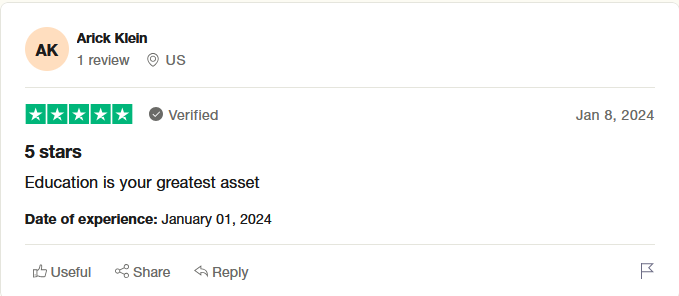 AK
Arick Klein
1 review US
Verified Jan 8, 2024
5 stars
Education is your greatest asset
Date of experience: January 01, 2024
Useful Share Reply